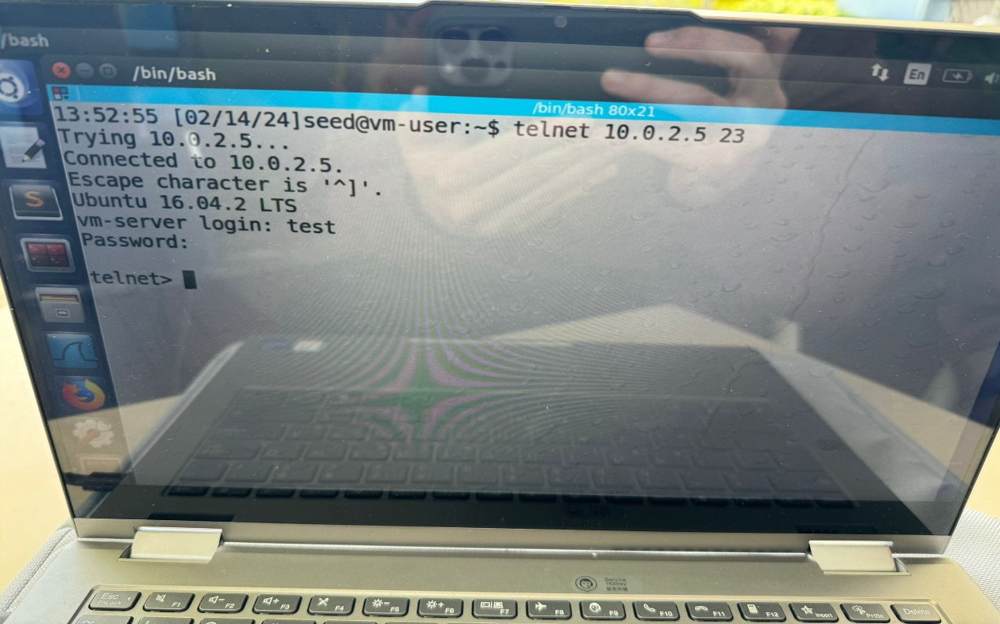 /bash
/bin/bash
En
/bin/bash 80x21
13:52:55 [02/14/24]seed@vm-user:~$ telnet 10.0.2.5 23
Trying 10.0.2.5...
Connected to 10.0.2.5.
Escape character is '^]'.
Ubuntu 16.04.2 LTS
vm-server login: test
Password:
telnet>
Service
Hotkey
Esc
FnLock
F1
F2
F3
F4
F5
F6
F7
F8
F9
F10
F11
F12
Insert
PrtSc
Delete